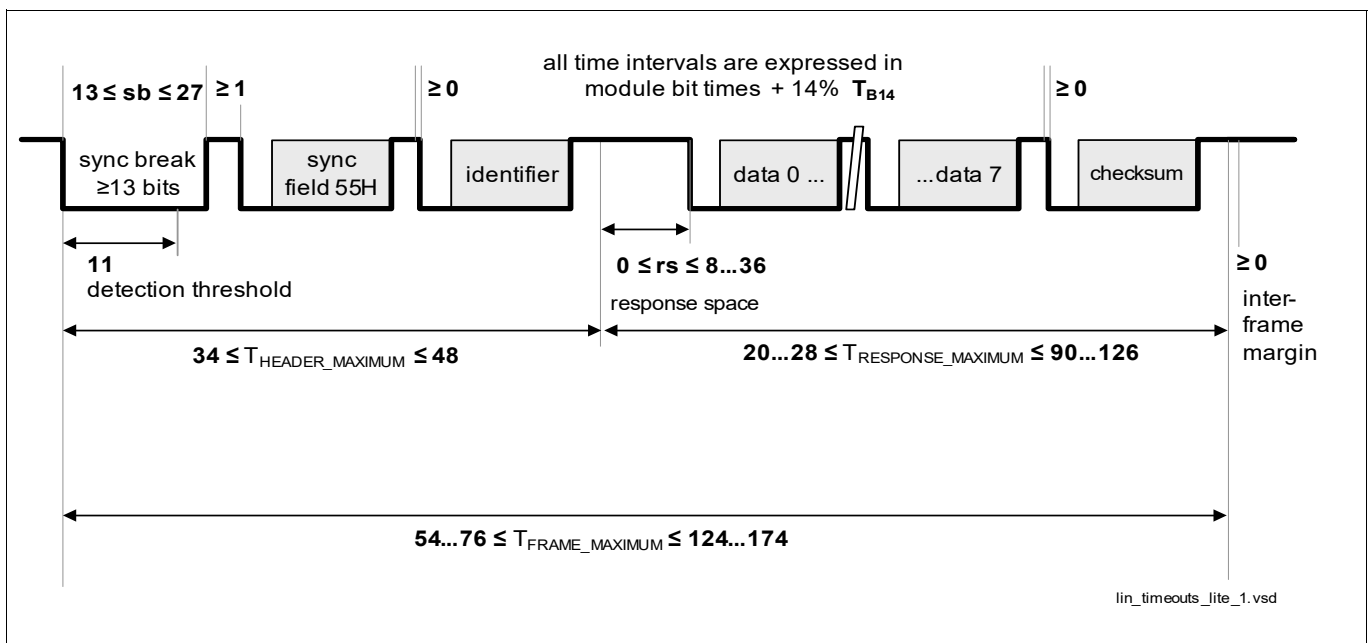 all time intervals are expressed in
module bit times + 14% T_B14
13 ≤ sb ≤ 27
≥ 1
≥ 0
≥ 0
sync break
≥13 bits
sync
field 55H
identifier
data 0 ...
...data 7
checksum
11
detection threshold
0 ≤ rs ≤ 8...36
response space
≥ 0
inter-
frame
margin
34 ≤ T_HEADER_MAXIMUM ≤ 48
20...28 ≤ T_RESPONSE_MAXIMUM ≤ 90...126
54...76 ≤ T_FRAME_MAXIMUM ≤ 124...174
lin_timeouts_lite_1.vsd